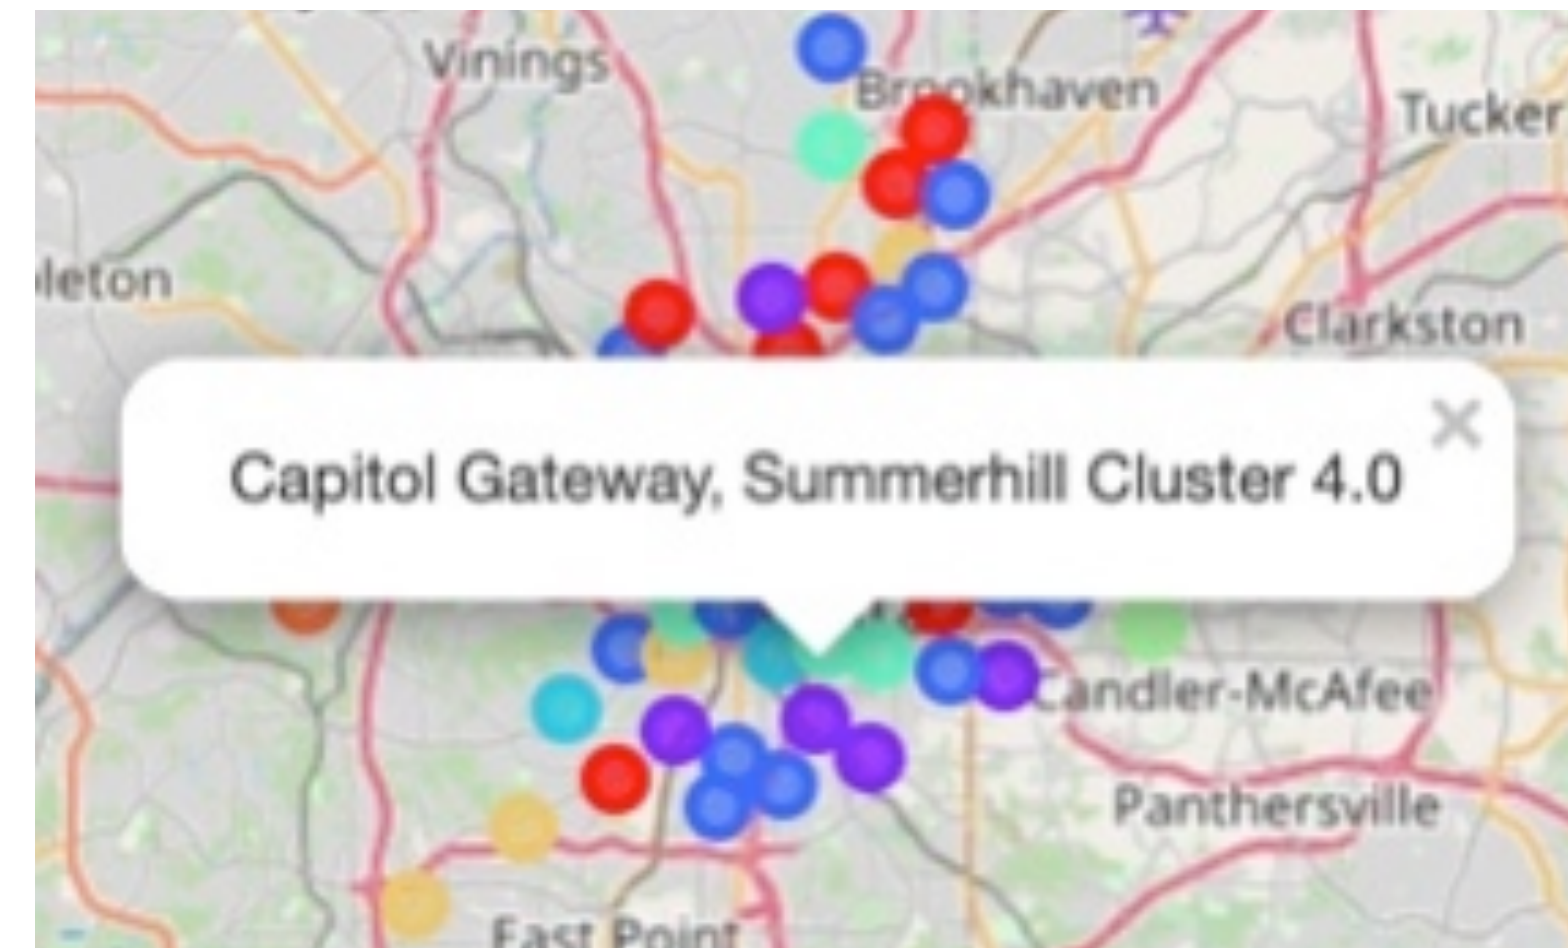 Vinings
Brookhaven
Tucker
leton
Clarkston
Capitol Gateway, Summerhill Cluster 4.0
×
Candler-McAfee
Panthersville
East Point